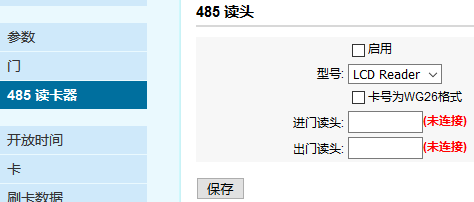 参数
门
485 读卡器
开放时间
卡
刷卡数据
485 读头
启用
型号: LCD Reader
卡号为WG26格式
进门读头: (未连接)
出门读头: (未连接)
保存